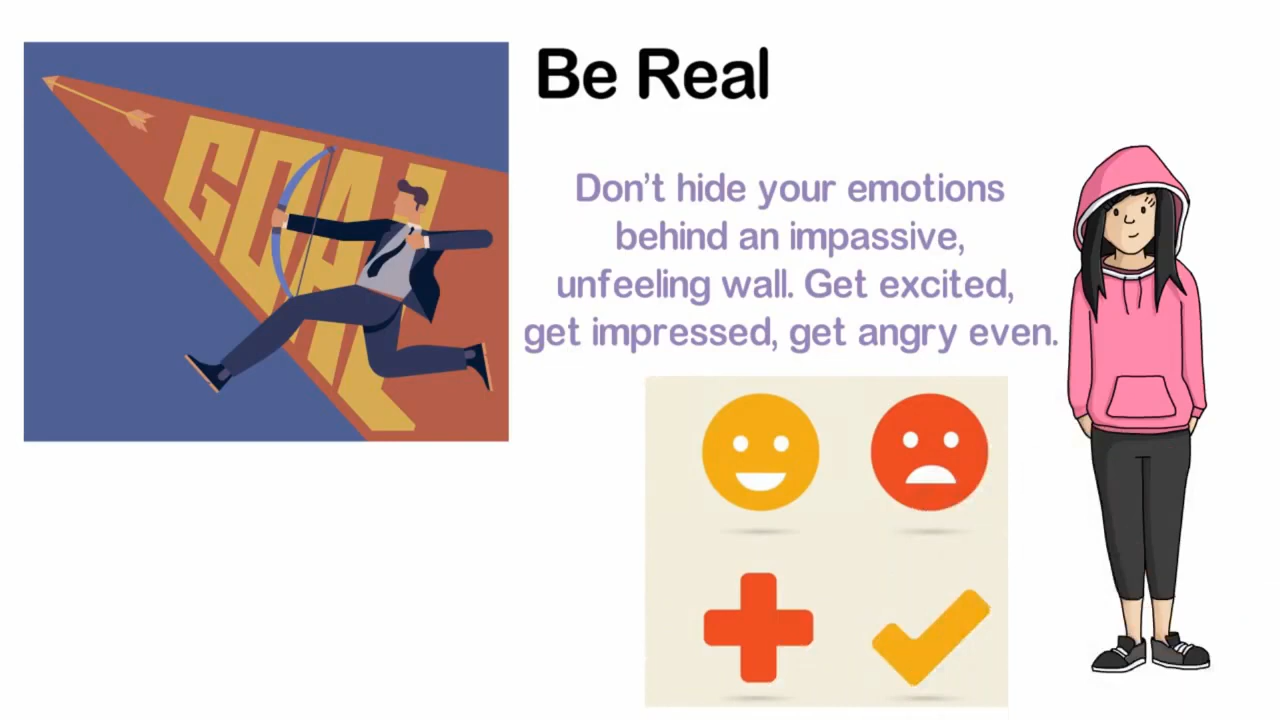 GOAL
Be Real
Don't hide your emotions
behind an impassive,
unfeeling wall. Get excited,
get impressed, get angry even.